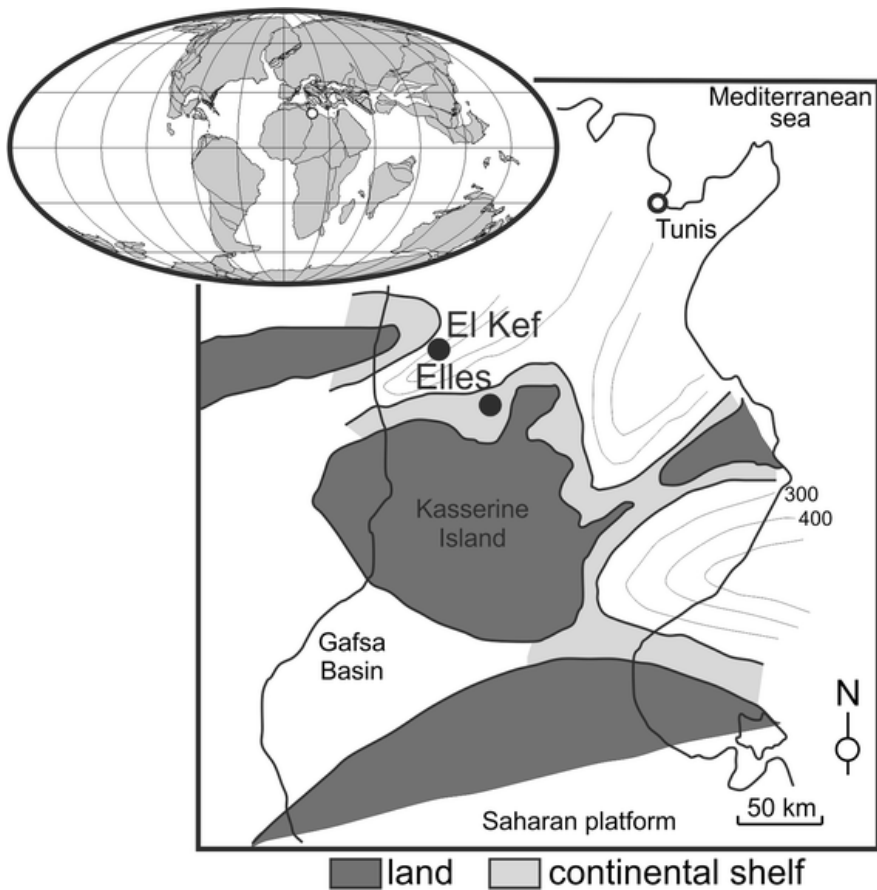 Mediterranean
sea
Tunis
El Kef
Elles
300
400
Kasserine
Island
Gafsa
Basin
N
50 km
Saharan platform
land
continental shelf